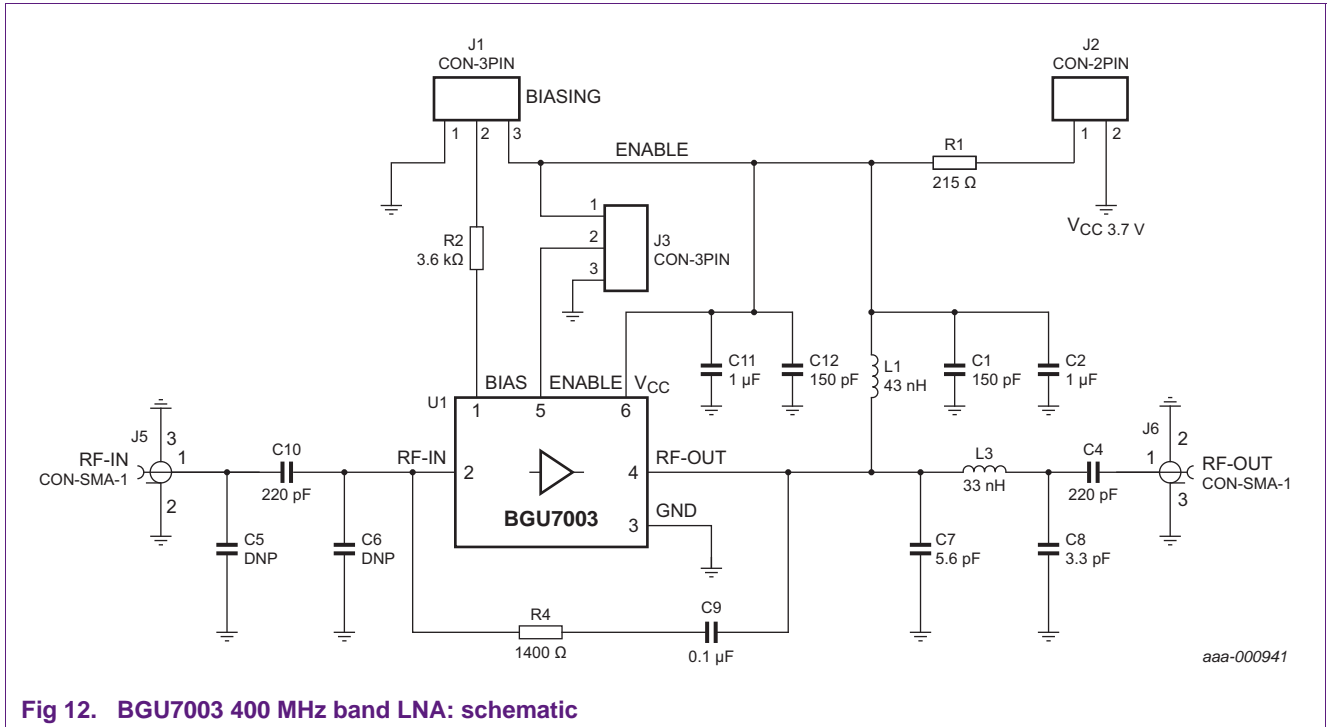 J1
CON-3PIN
BIASING
1 2 3
J2
CON-2PIN
1 2
ENABLE
R1
215 Ω
VCC 3.7 V
R2
3.6 kΩ
1
2
3
J3
CON-3PIN
C11
1 µF
C12
150 pF
L1
43 nH
C1
150 pF
C2
1 µF
BIAS ENABLE VCC
U1
1 5 6
J5
RF-IN
CON-SMA-1
3
1
2
C10
220 pF
RF-IN
2
BGU7003
4
RF-OUT
3
GND
L3
33 nH
C4
220 pF
J6
2
1
3
RF-OUT
CON-SMA-1
C5
DNP
C6
DNP
C7
5.6 pF
C8
3.3 pF
R4
1400 Ω
C9
0.1 µF
aaa-000941
Fig 12. BGU7003 400 MHz band LNA: schematic